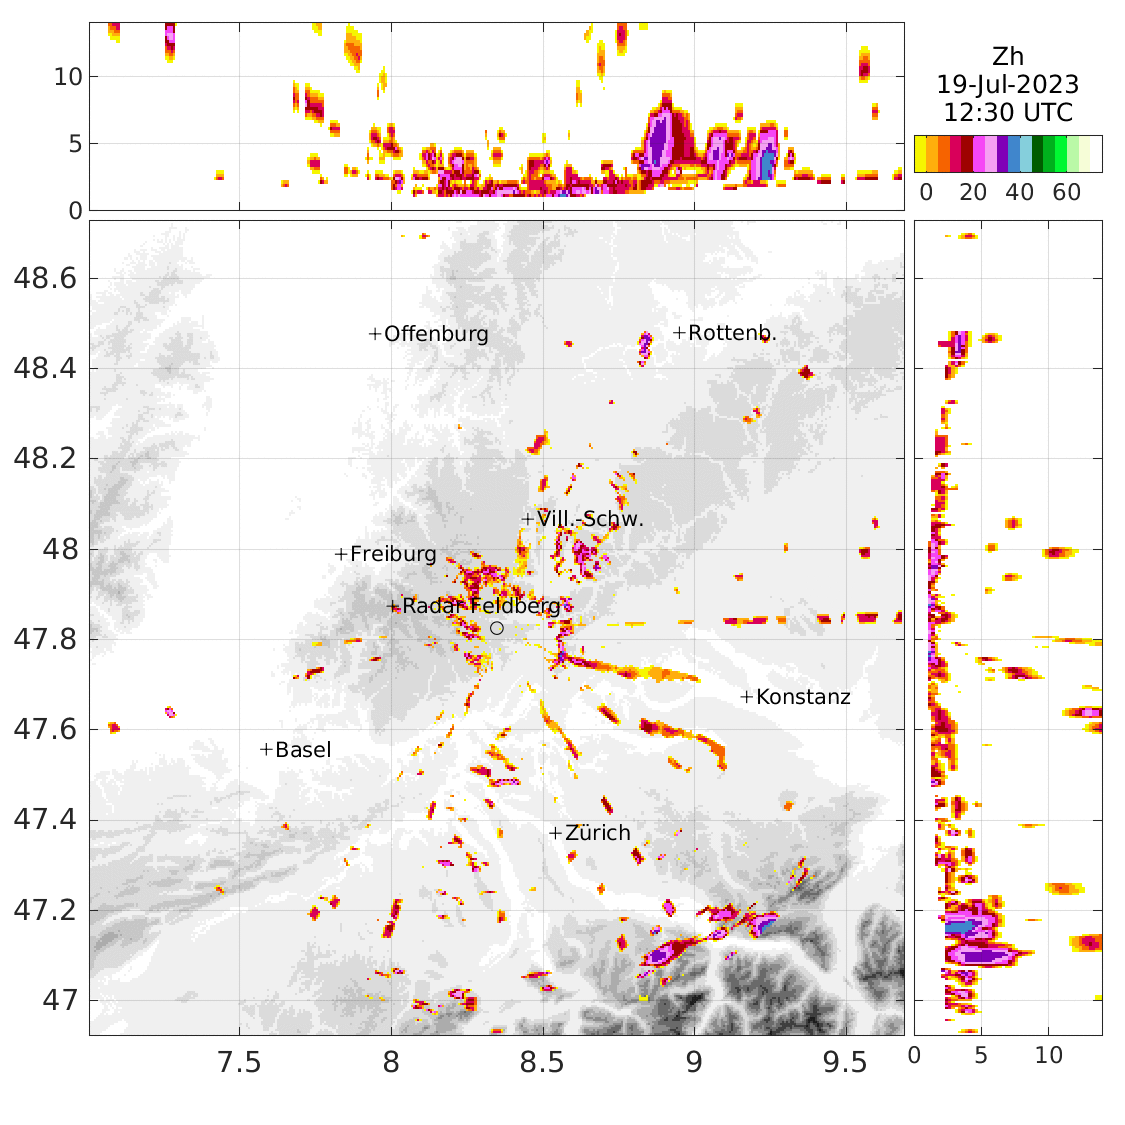 10
5
0
Zh
19-Jul-2023
12:30 UTC
0 20 40 60
48.6
48.4
48.2
48
47.8
47.6
47.4
47.2
47
+Offenburg
+Rottenb.
+Vill.-Schw.
+Freiburg
+Radar Feldberg
+Konstanz
+Basel
+Zürich
7.5 8 8.5 9 9.5
0 5 10